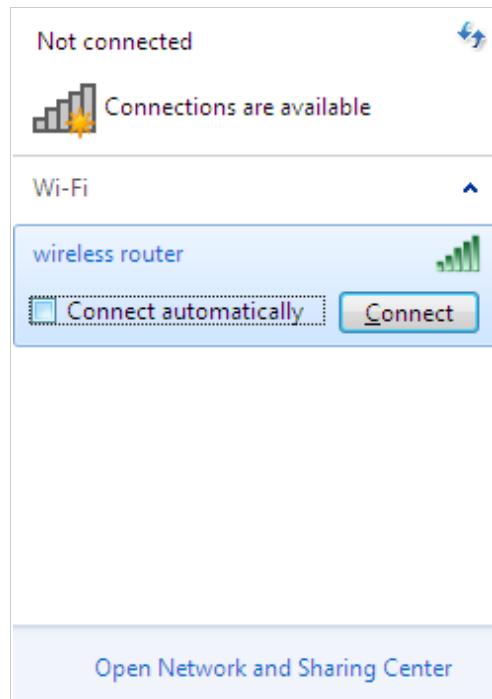 Not connected
Connections are available
Wi-Fi
wireless router
Connect automatically
Connect
Open Network and Sharing Center